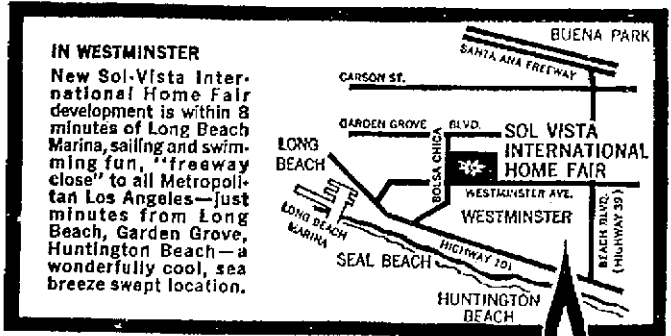 IN WESTMINSTER
New Sol-Vista Inter-
national Home Fair
development is within 8
minutes of Long Beach
Marina, sailing and swim-
ming fun, "freeway
close" to all Metropoli-
tan Los Angeles—just
minutes from Long
Beach, Garden Grove,
Huntington Beach—a
wonderfully cool, sea
breeze swept location.
BUENA PARK
SANTA ANA FREEWAY
CARSON ST.
GARDEN GROVE BLVD.
SOL VISTA
INTERNATIONAL
HOME FAIR
LONG
BEACH
BOLSA CHICA
WESTMINSTER AVE.
WESTMINSTER
BEACH BLVD.
(HIGHWAY 39)
LONG BEACH
MARINA
HIGHWAY 101
SEAL BEACH
HUNTINGTON
BEACH